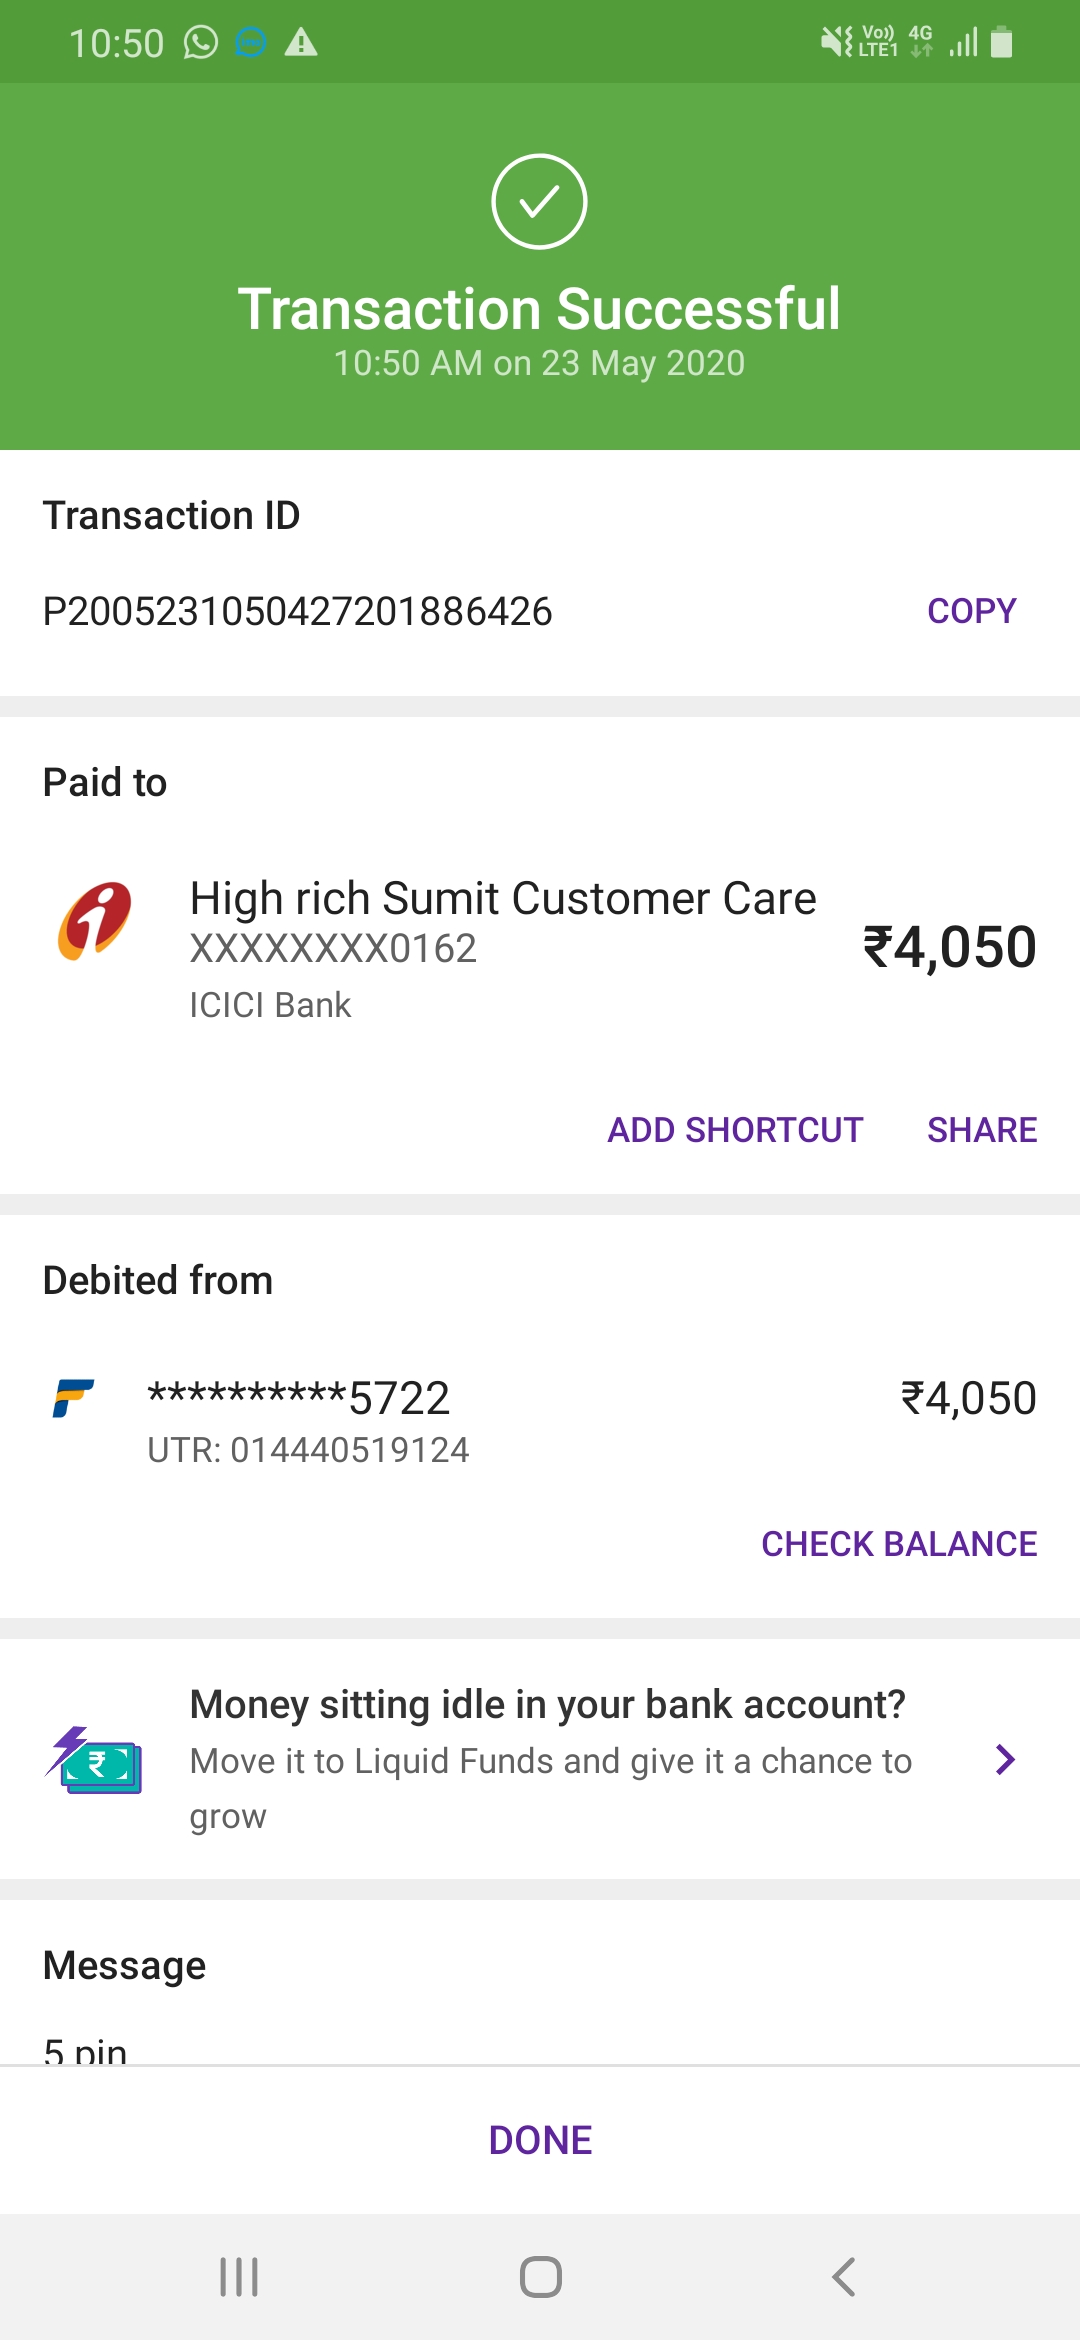 10:50
Vo)) LTE1 4G
Transaction Successful
10:50 AM on 23 May 2020
Transaction ID
P2005231050427201886426 COPY
Paid to
High rich Sumit Customer Care
XXXXXXXX0162
₹4,050
ICICI Bank
ADD SHORTCUT SHARE
Debited from
**********5722 ₹4,050
UTR: 014440519124
CHECK BALANCE
Money sitting idle in your bank account?
Move it to Liquid Funds and give it a chance to
grow
Message
5 pin
DONE